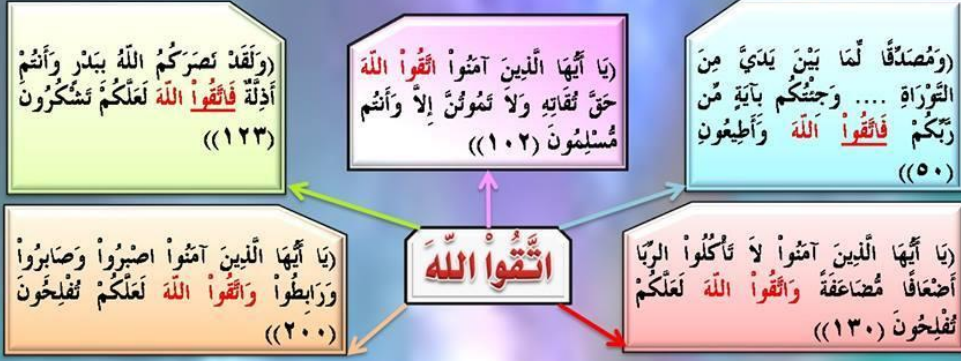 (وَمُصَدِّقًا لِّمَا بَيْنَ يَدَيَّ مِنَ
التَّوْرَاةِ .... وَجِئْتُكُم بِآيَةٍ مِّن
رَّبِّكُمْ فَاتَّقُواْ اللّهَ وَأَطِيعُونِ
(٥٠))
(يَا أَيُّهَا الَّذِينَ آمَنُواْ اتَّقُواْ اللّهَ
حَقَّ تُقَاتِهِ وَلاَ تَمُوتُنَّ إِلاَّ وَأَنتُم
مُّسْلِمُونَ (١٠٢))
(وَلَقَدْ نَصَرَكُمُ اللّهُ بِبَدْرٍ وَأَنتُمْ
أَذِلَّةٌ فَاتَّقُواْ اللّهَ لَعَلَّكُمْ تَشْكُرُونَ
(١٢٣))
اتَّقُواْ اللّهَ
(يَا أَيُّهَا الَّذِينَ آمَنُواْ لاَ تَأْكُلُواْ الرِّبَا
أَضْعَافًا مُّضَاعَفَةً وَاتَّقُواْ اللّهَ لَعَلَّكُمْ
تُفْلِحُونَ (١٣٠))
(يَا أَيُّهَا الَّذِينَ آمَنُواْ اصْبِرُواْ وَصَابِرُواْ
وَرَابِطُواْ وَاتَّقُواْ اللّهَ لَعَلَّكُمْ تُفْلِحُونَ
(٢٠٠))